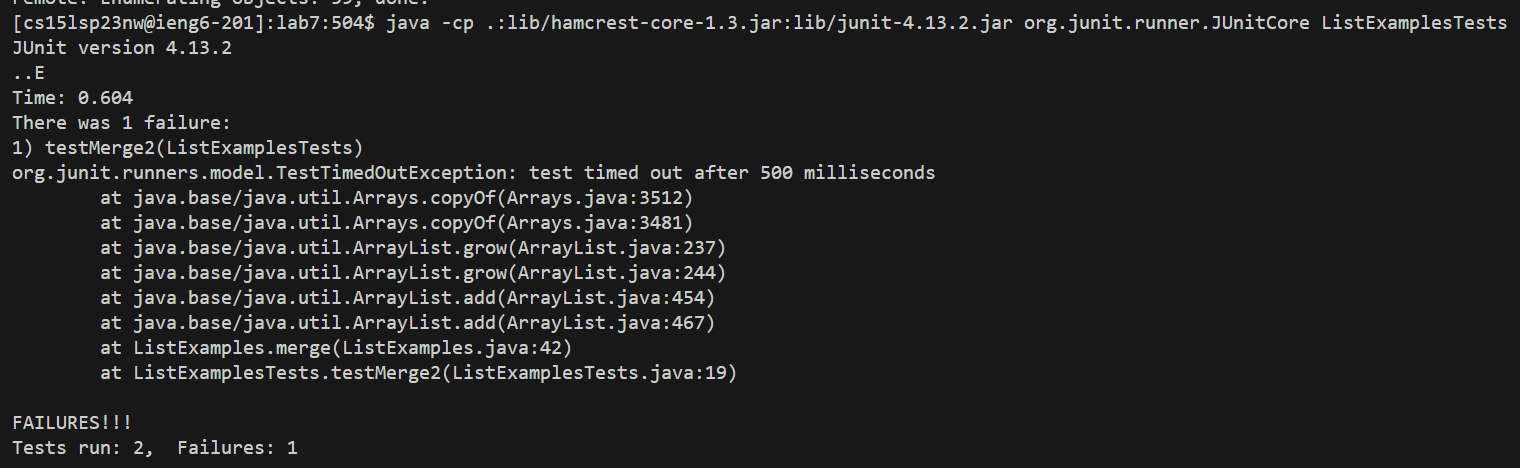 remote: Enumerating objects: 55, done.
[cs15lsp23nw@ieng6-201]:lab7:504$ java -cp .:lib/hamcrest-core-1.3.jar:lib/junit-4.13.2.jar org.junit.runner.JUnitCore ListExamplesTests
JUnit version 4.13.2
..E
Time: 0.604
There was 1 failure:
1) testMerge2(ListExamplesTests)
org.junit.runners.model.TestTimedOutException: test timed out after 500 milliseconds
at java.base/java.util.Arrays.copyOf(Arrays.java:3512)
at java.base/java.util.Arrays.copyOf(Arrays.java:3481)
at java.base/java.util.ArrayList.grow(ArrayList.java:237)
at java.base/java.util.ArrayList.grow(ArrayList.java:244)
at java.base/java.util.ArrayList.add(ArrayList.java:454)
at java.base/java.util.ArrayList.add(ArrayList.java:467)
at ListExamples.merge(ListExamples.java:42)
at ListExamplesTests.testMerge2(ListExamplesTests.java:19)
FAILURES!!!
Tests run: 2,  Failures: 1